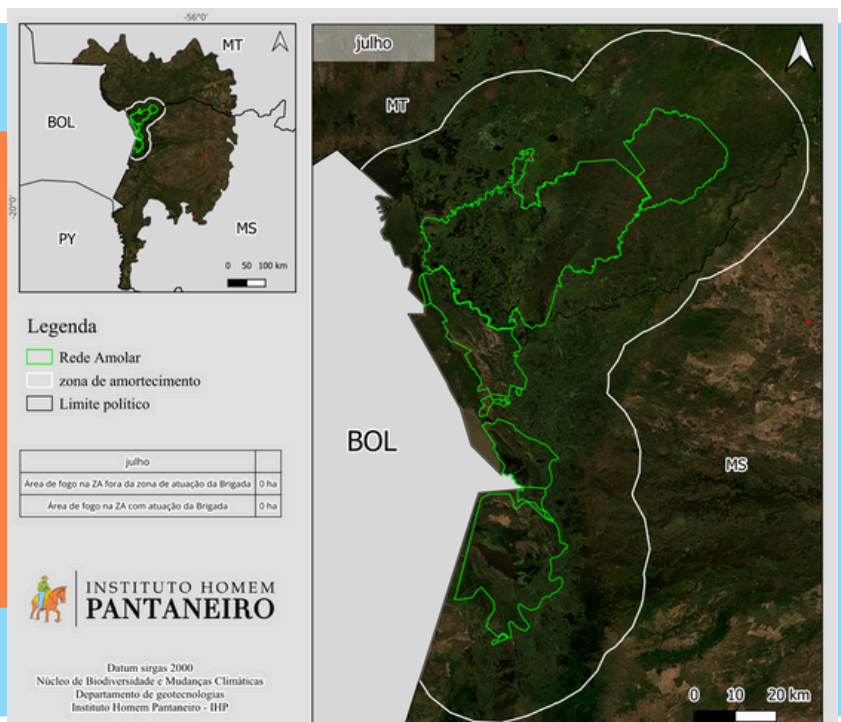 -56°0'
MT
BOL
-20°0'
PY
MS
0 50 100 km
Legenda
Rede Amolar
zona de amortecimento
Limite político
julho
Área de fogo na ZA fora da zona de atuação da Brigada 0 ha
Área de fogo na ZA com atuação da Brigada 0 ha
INSTITUTO HOMEM
PANTANEIRO
Datum sirgas 2000
Núcleo de Biodiversidade e Mudanças Climáticas
Departamento de geotecnologias
Instituto Homem Pantaneiro - IHP
julho
MT
BOL
MS
0 10 20 km